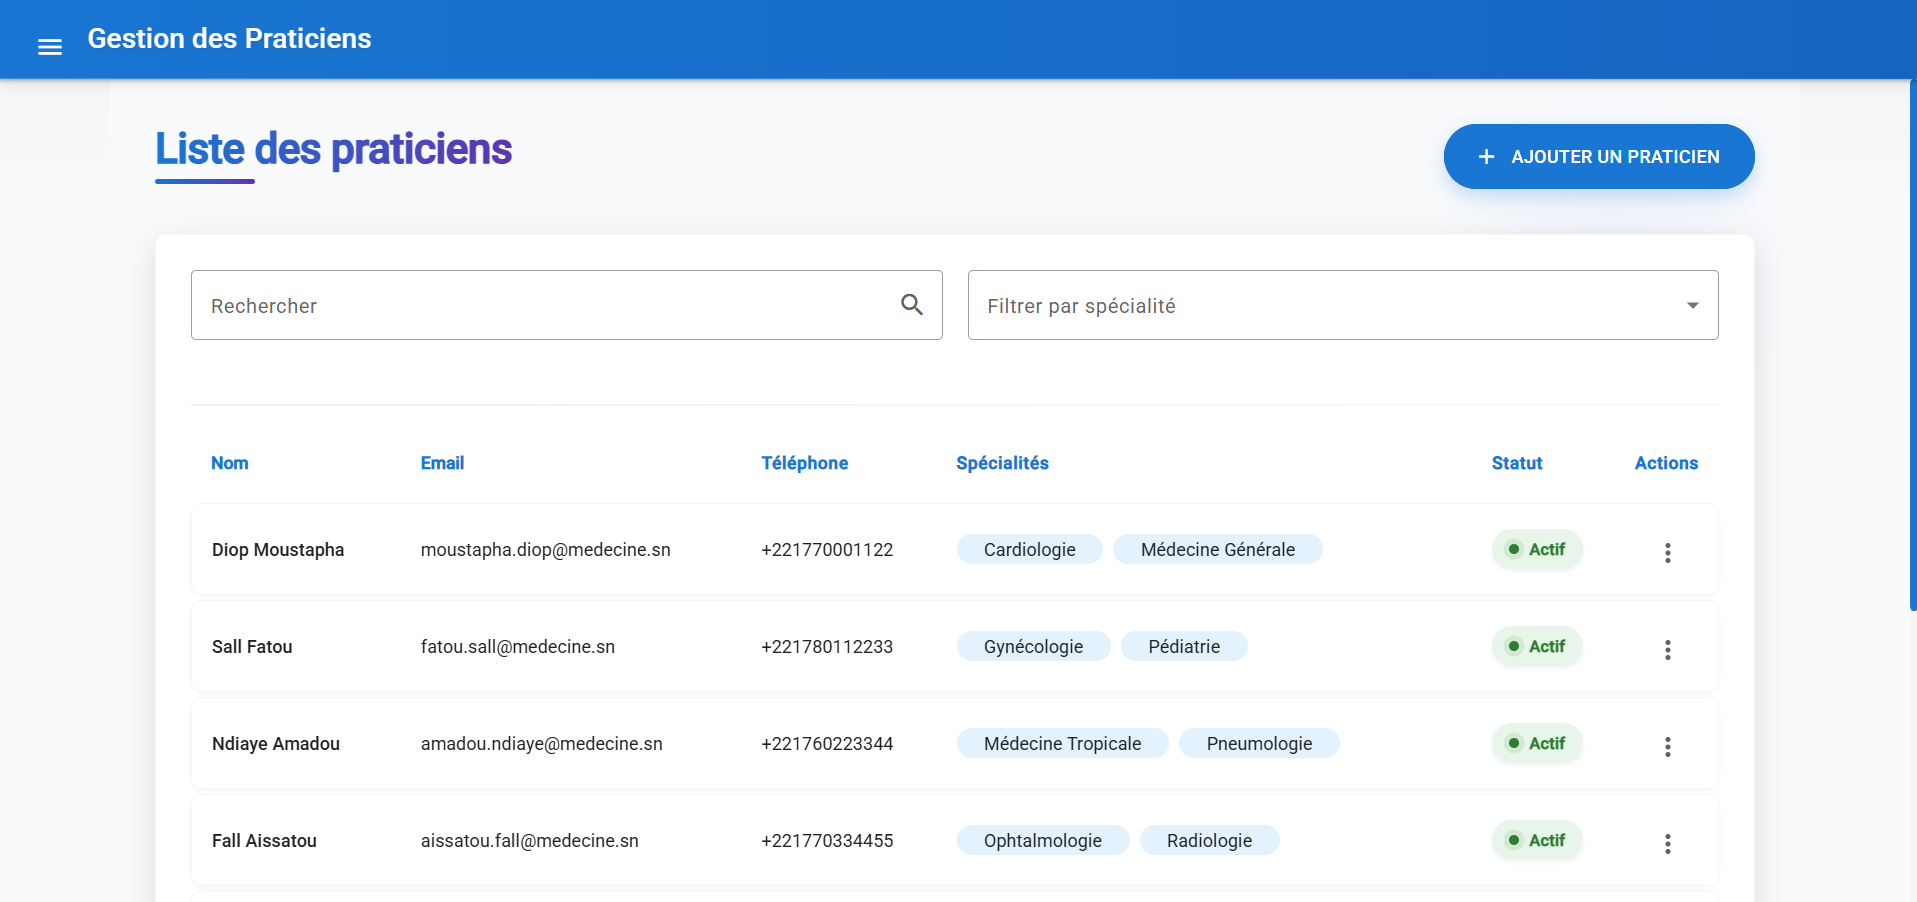 Gestion des Praticiens
Liste des praticiens
AJOUTER UN PRATICIEN
Rechercher
Filtrer par spécialité
Nom Email Téléphone Spécialités Statut Actions
Diop Moustapha moustapha.diop@medecine.sn +221770001122 Cardiologie Médecine Générale Actif
Sall Fatou fatou.sall@medecine.sn +221780112233 Gynécologie Pédiatrie Actif
Ndiaye Amadou amadou.ndiaye@medecine.sn +221760223344 Médecine Tropicale Pneumologie Actif
Fall Aissatou aissatou.fall@medecine.sn +221770334455 Ophtalmologie Radiologie Actif